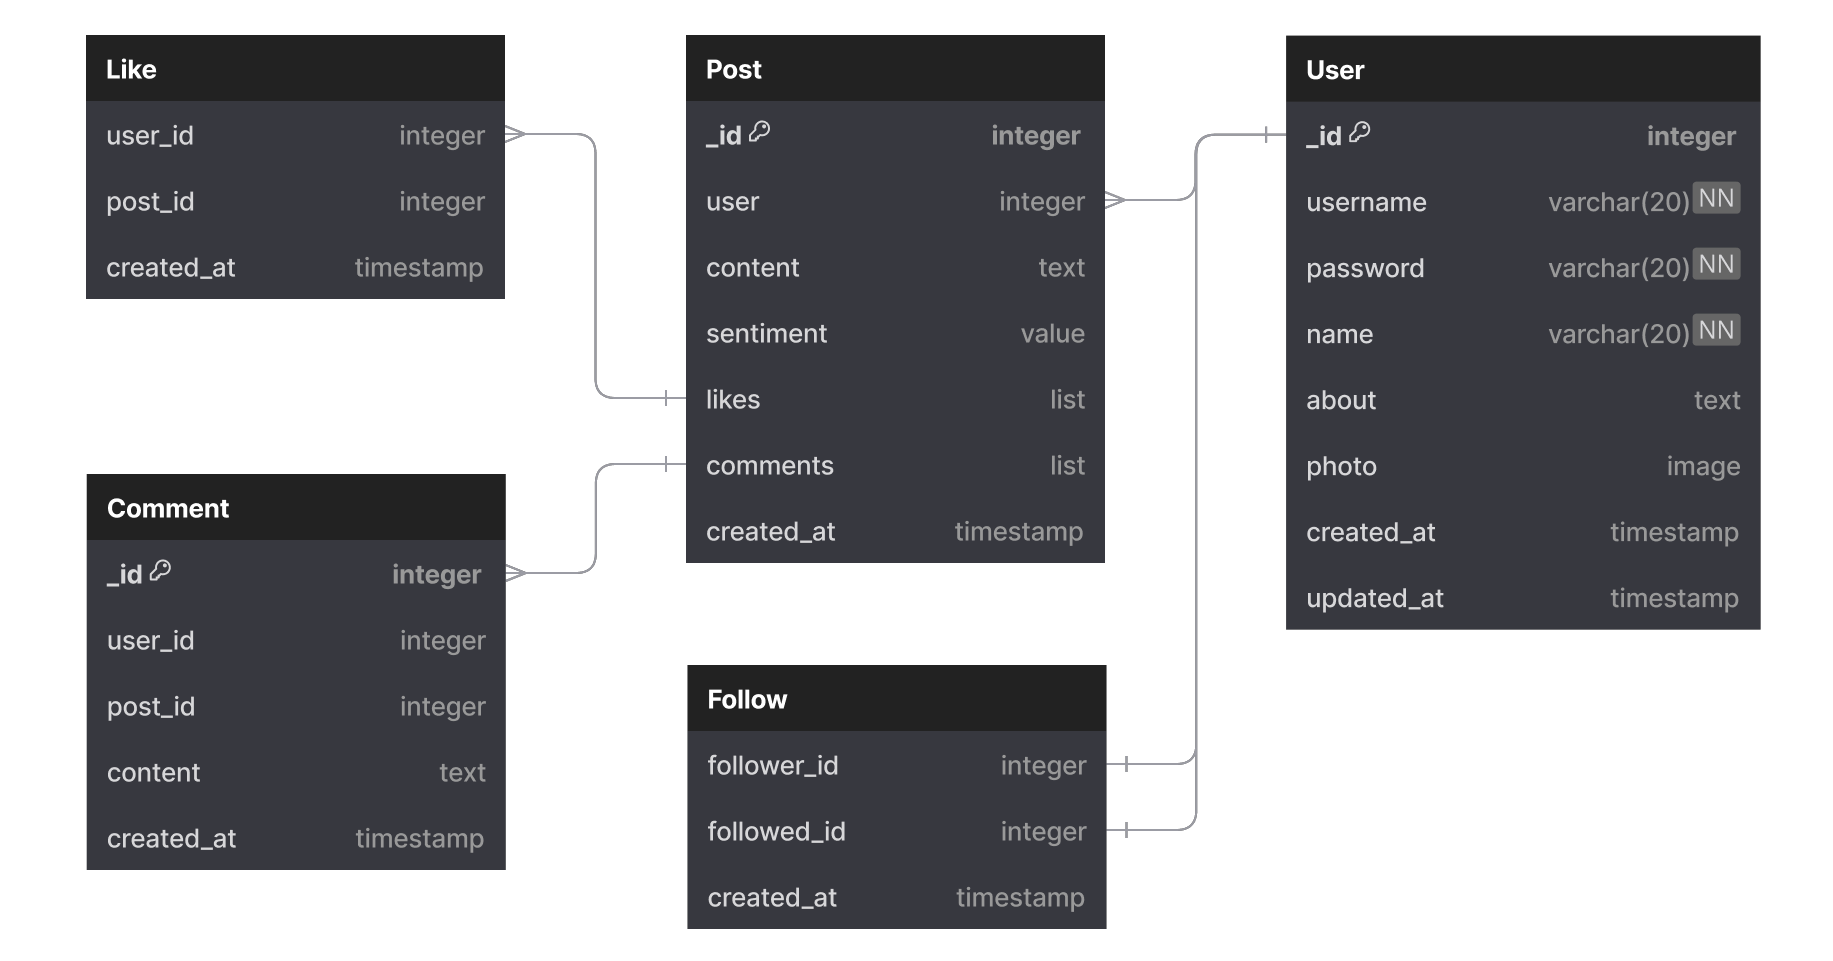 Like
user_id integer
post_id integer
created_at timestamp
Post
_id integer
user integer
content text
sentiment value
likes list
comments list
created_at timestamp
User
_id integer
username varchar(20) NN
password varchar(20) NN
name varchar(20) NN
about text
photo image
created_at timestamp
updated_at timestamp
Comment
_id integer
user_id integer
post_id integer
content text
created_at timestamp
Follow
follower_id integer
followed_id integer
created_at timestamp